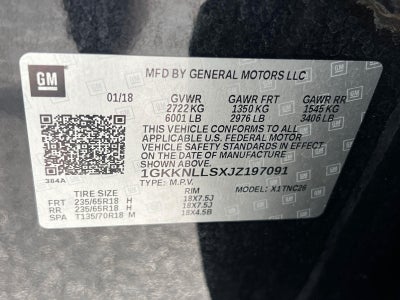 GM
MFD BY GENERAL MOTORS LLC
01/18 GVWR GAWR FRT GAWR RR
2722 KG 1350 KG 1545 KG
6001 LB 2976 LB 3406 LB
THIS VEHICLE CONFORMS TO ALL
APPLICABLE U.S. FEDERAL MOTOR
VEHICLE SAFETY STANDARDS IN EFFECT
ON THE DATE OF MANUFACTURE
SHOWN ABOVE.
1GKKNLLSXJZ197091
384A TYPE: M.P.V. MODEL: X1TNC26
TIRE SIZE RIM
FRT 235/65R18 H 18X7.5J
RR 235/65R18 H 18X7.5J
SPA T135/70R18 M 18X4.5B